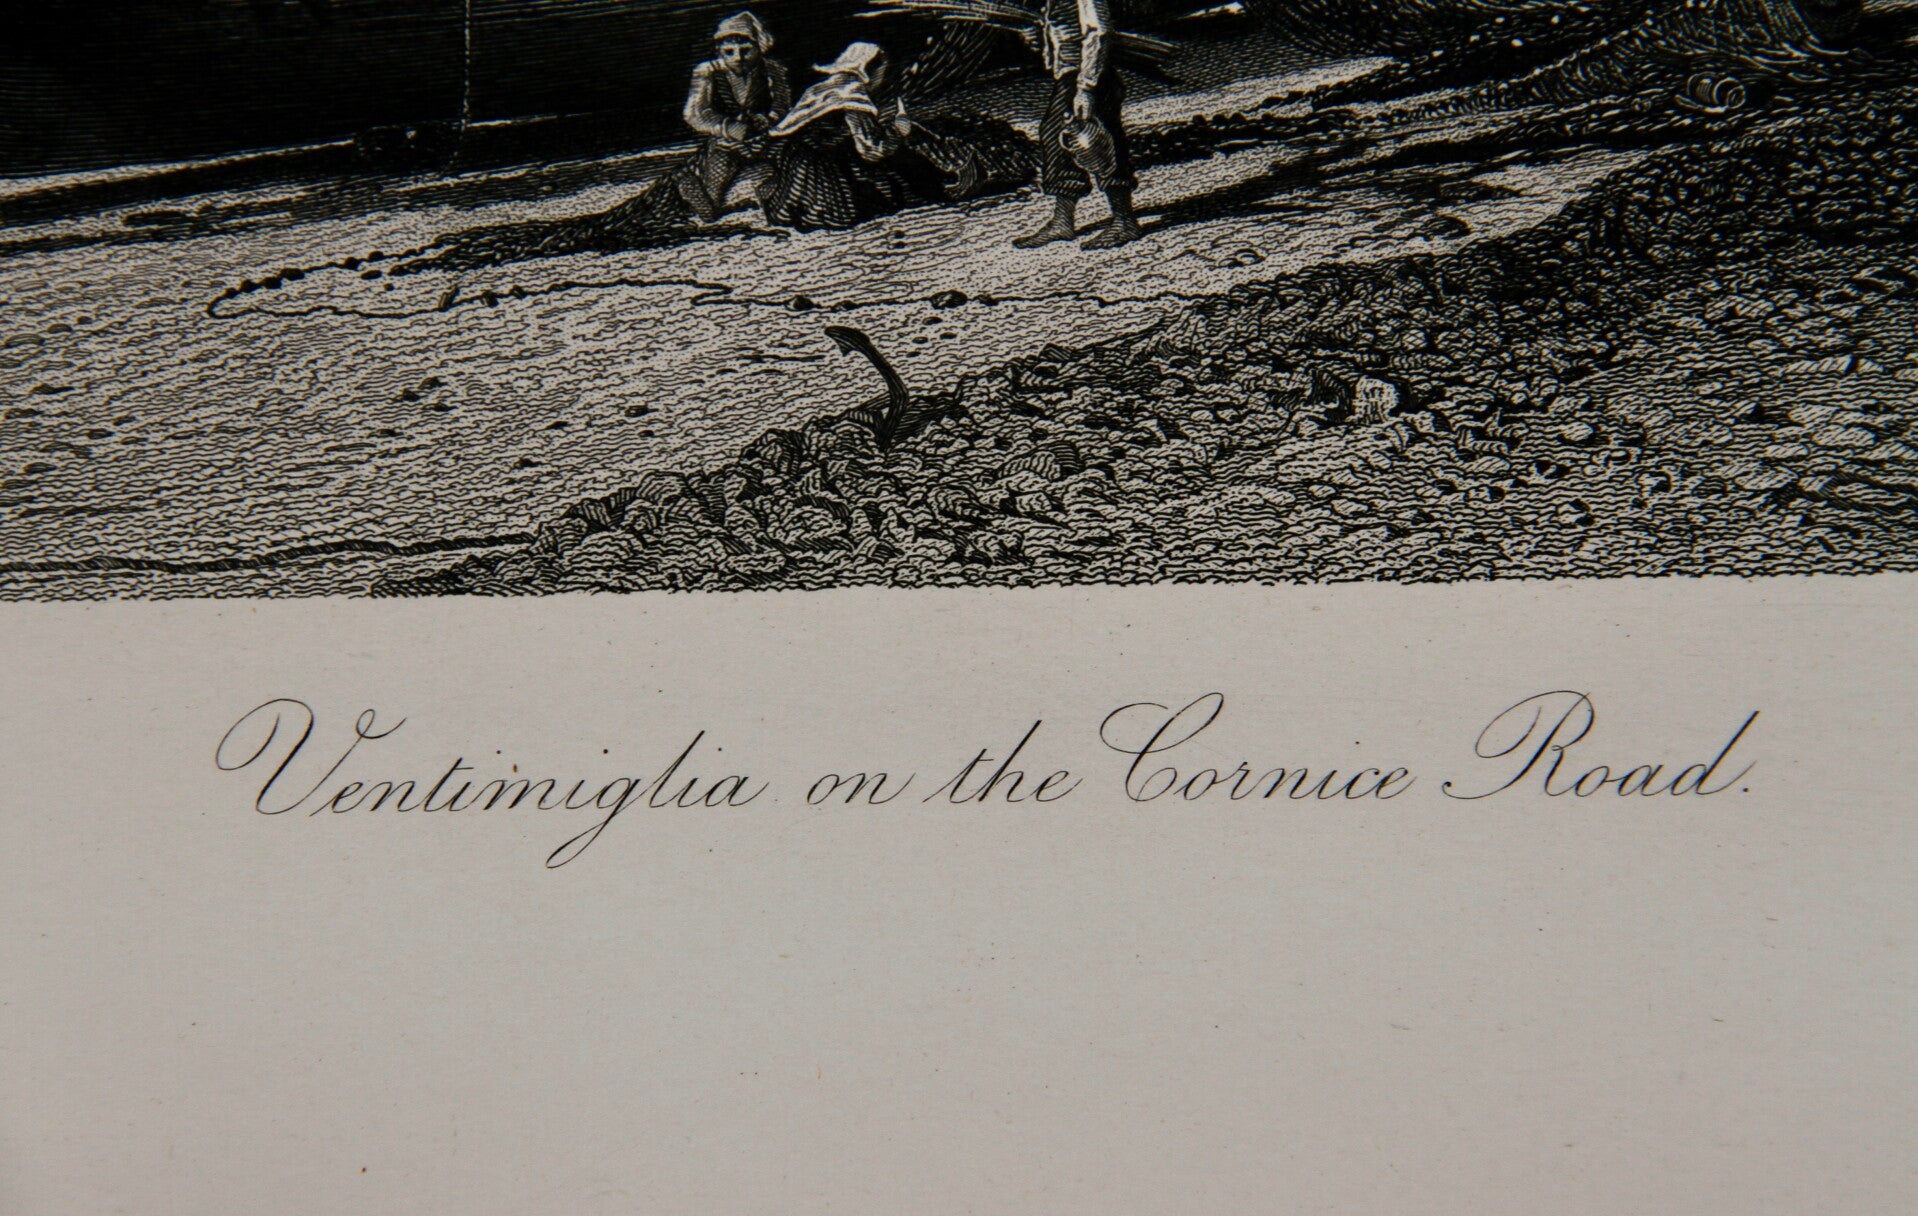 Ventimiglia on the Cornice Road.